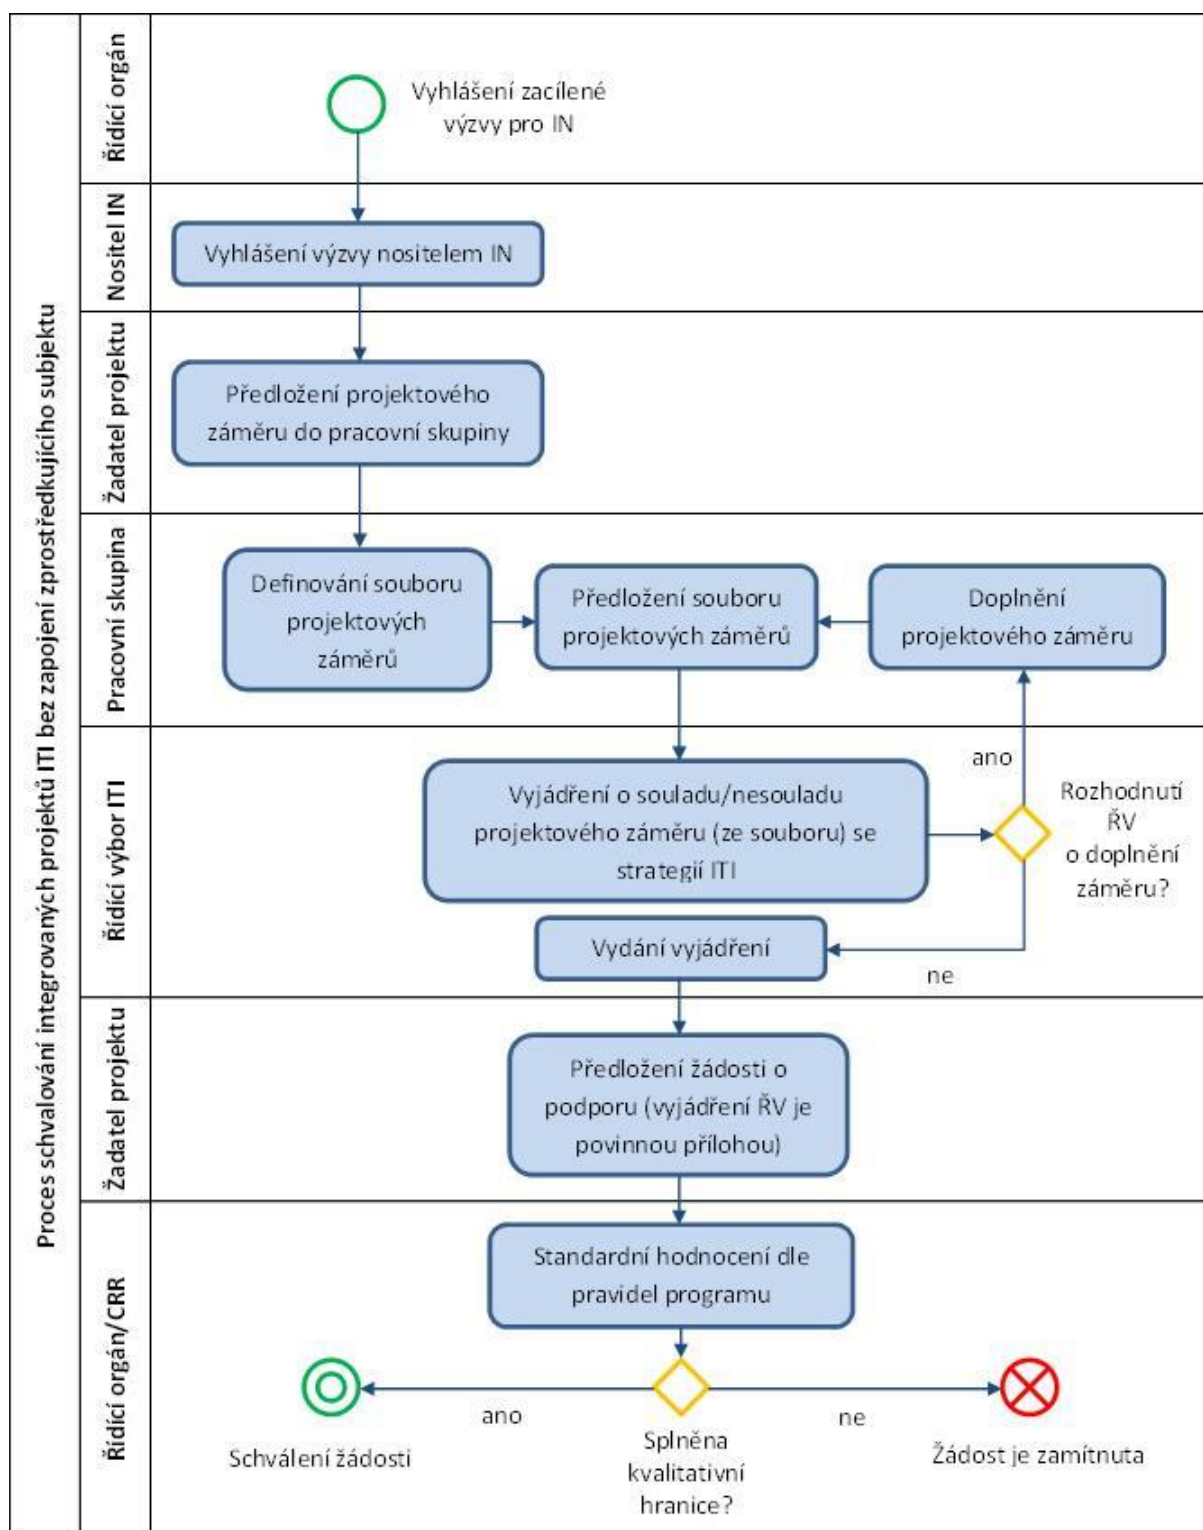 Proces schvalování integrovaných projektů ITI bez zapojení zprostředkujícího subjektu
Řídící orgán
Vyhlášení zacílené
výzvy pro IN
Nositel IN
Vyhlášení výzvy nositelem IN
Žadatel projektu
Předložení projektového
záměru do pracovní skupiny
Pracovní skupina
Definování souboru
projektových
záměrů
Předložení souboru
projektových záměrů
Doplnění
projektového záměru
Řídící výbor ITI
Vyjádření o souladu/nesouladu
projektového záměru (ze souboru) se
strategií ITI
ano
Rozhodnutí
ŘV
o doplnění
záměru?
ne
Vydání vyjádření
Žadatel projektu
Předložení žádosti o
podporu (vyjádření ŘV je
povinnou přílohou)
Řídící orgán/CRR
Standardní hodnocení dle
pravidel programu
ano
ne
Schválení žádosti
Splněna
kvalitativní
hranice?
Žádost je zamítnuta